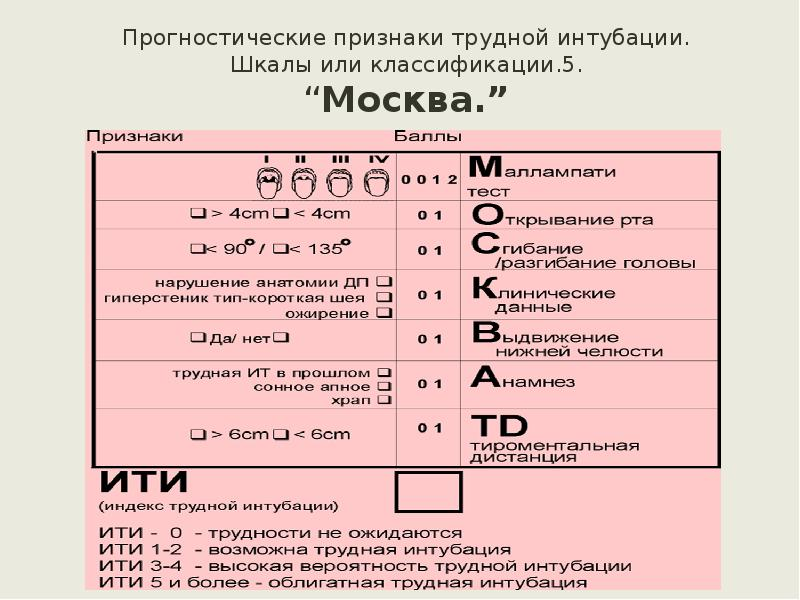 Прогностические признаки трудной интубации.
Шкалы или классификации.5.
“Москва.”
Признаки Баллы
I II III IV 0 0 1 2 Маллампати
тест
❑ > 4cm ❑ < 4cm 0 1 Открывание рта
❑< 90° / ❑< 135° 0 1 Сгибание
/разгибание головы
нарушение анатомии ДП ❑
гиперстеник тип-короткая шея ❑ 0 1 Клинические
ожирение ❑ данные
❑ Да/ нет❑ 0 1 Выдвижение
нижней челюсти
трудная ИТ в прошлом ❑
сонное апное ❑ 0 1 Анамнез
храп ❑
❑ > 6cm ❑ < 6cm 0 1 TD
тироментальная
дистанция
ИТИ
(индекс трудной интубации)
ИТИ - 0 - трудности не ожидаются
ИТИ 1-2 - возможна трудная интубация
ИТИ 3-4 - высокая вероятность трудной интубации
ИТИ 5 и более - облигатная трудная интубация